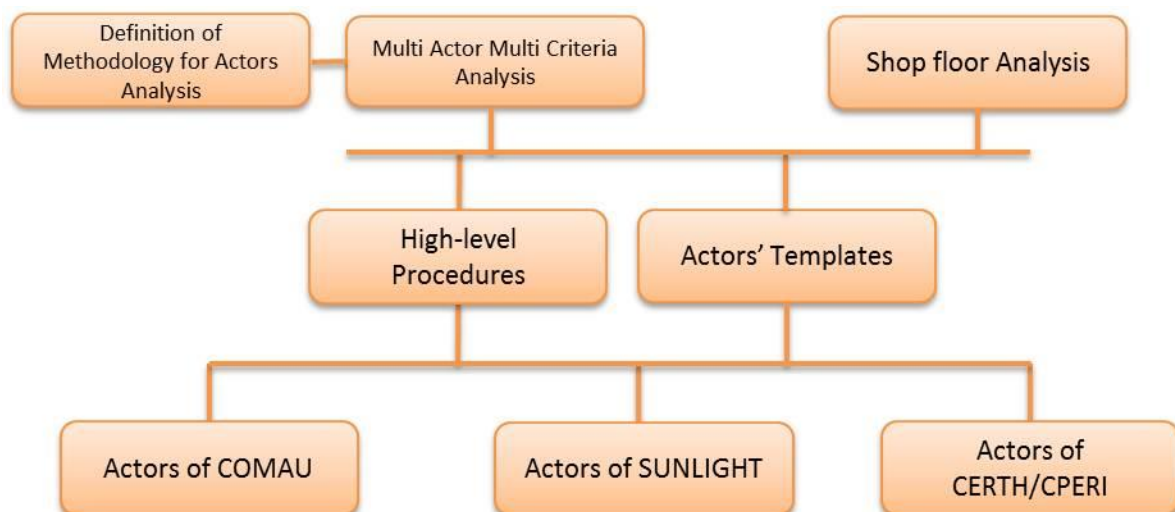 Definition of
Methodology for Actors
Analysis
Multi Actor Multi Criteria
Analysis
Shop floor Analysis
High-level
Procedures
Actors’ Templates
Actors of COMAU
Actors of SUNLIGHT
Actors of
CERTH/CPERI